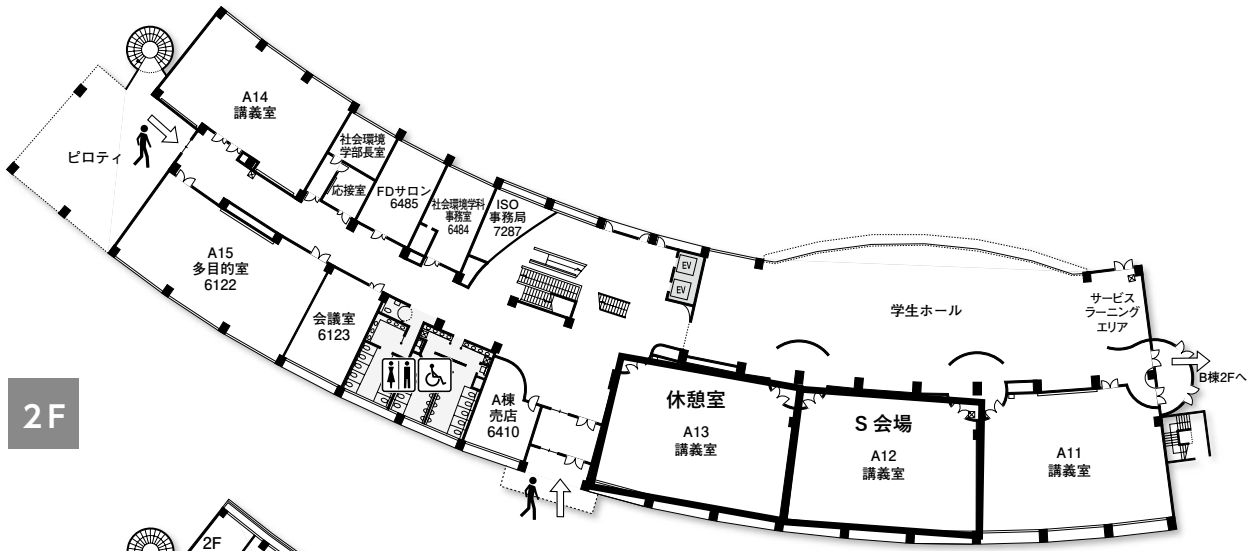 A14
講義室
ピロティ
社会環境
学部長室
応接室
FDサロン
6485
社会環境学科
事務室
6484
ISO
事務局
7287
A15
多目的室
6122
会議室
6123
EV
EV
学生ホール
サービス
ラーニング
エリア
B棟2Fへ
2F
A棟
売店
6410
休憩室
A13
講義室
S 会場
A12
講義室
A11
講義室
2F